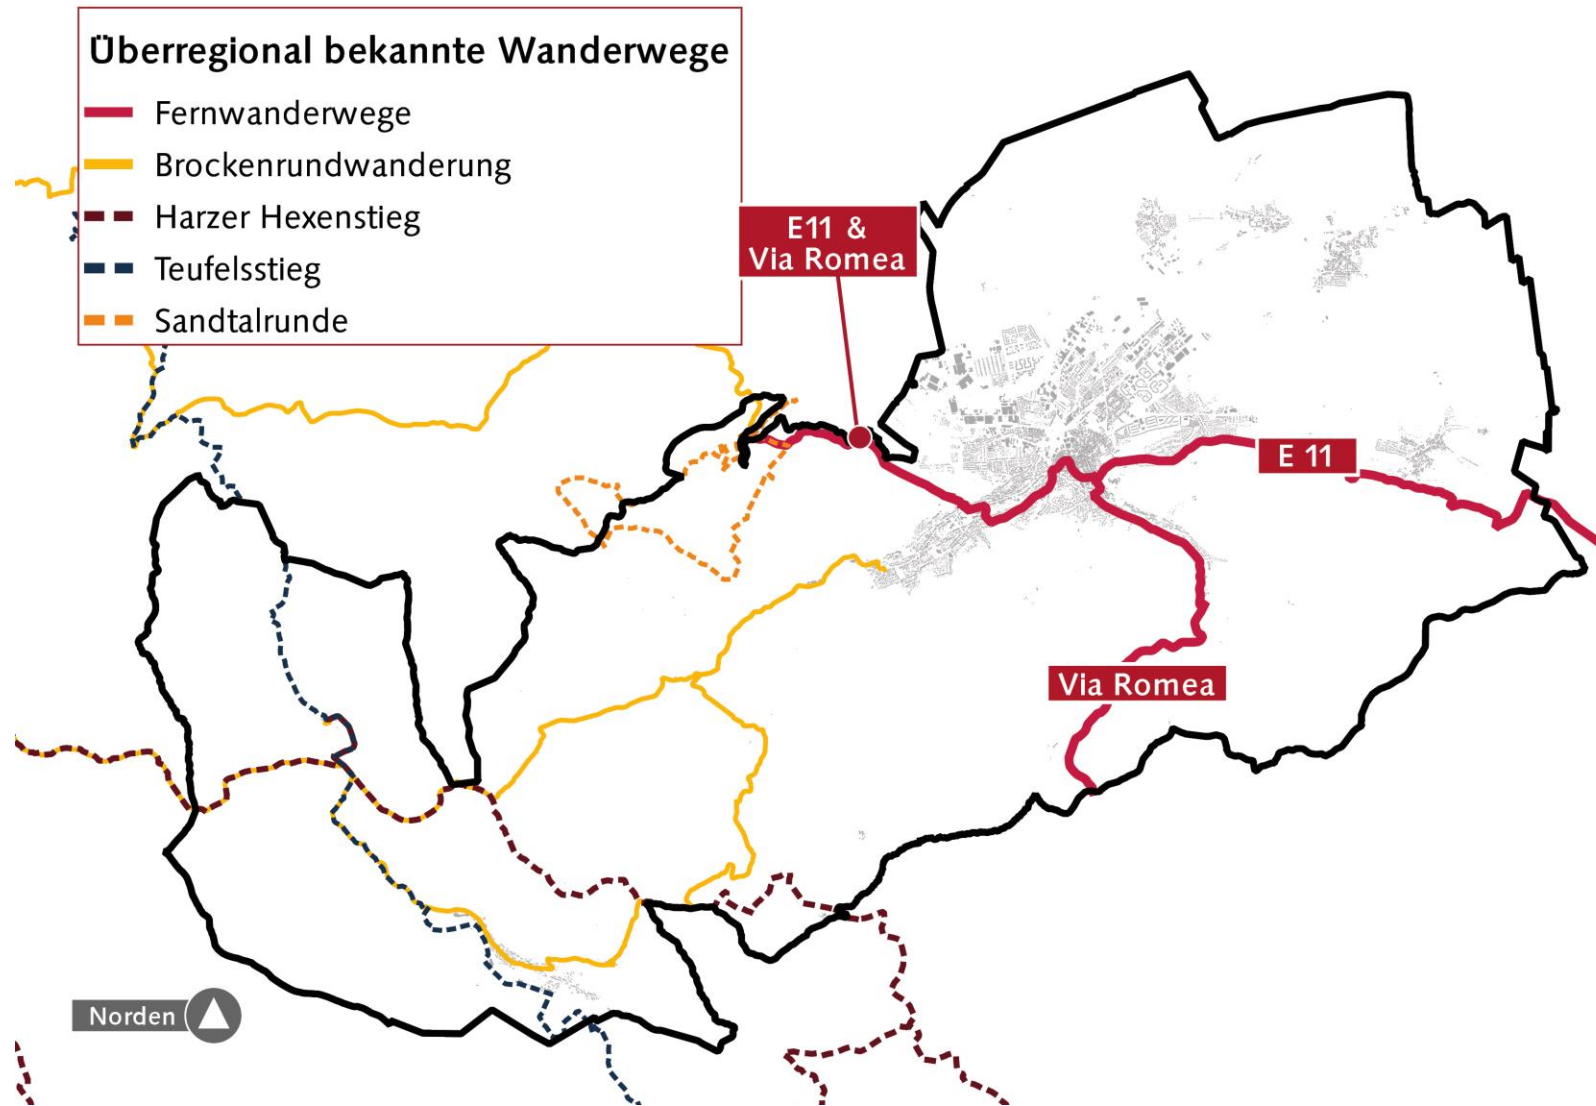 Überregional bekannte Wanderwege
Fernwanderwege
Brockenrundwanderung
Harzer Hexenstieg
Teufelsstieg
Sandtalrunde
E11 &
Via Romea
E 11
Via Romea
Norden